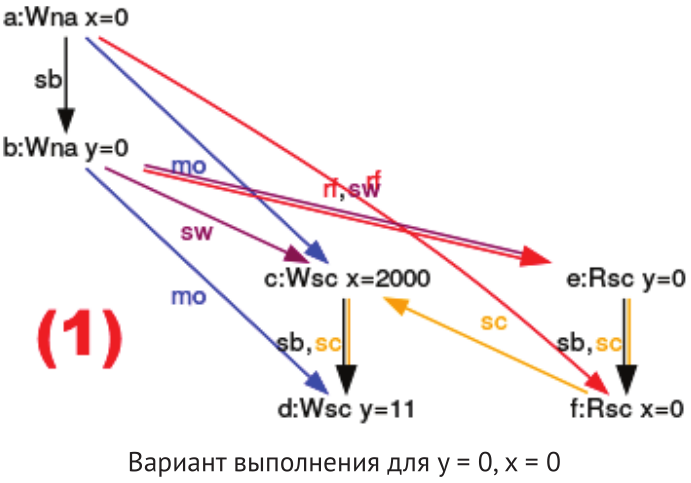 a:Wna x=0
sb
b:Wna y=0
mo
rf,sw
rf
sw
mo
c:Wsc x=2000
e:Rsc y=0
(1)
sb,sc
sc
sb,sc
d:Wsc y=11
f:Rsc x=0
Вариант выполнения для y = 0, x = 0